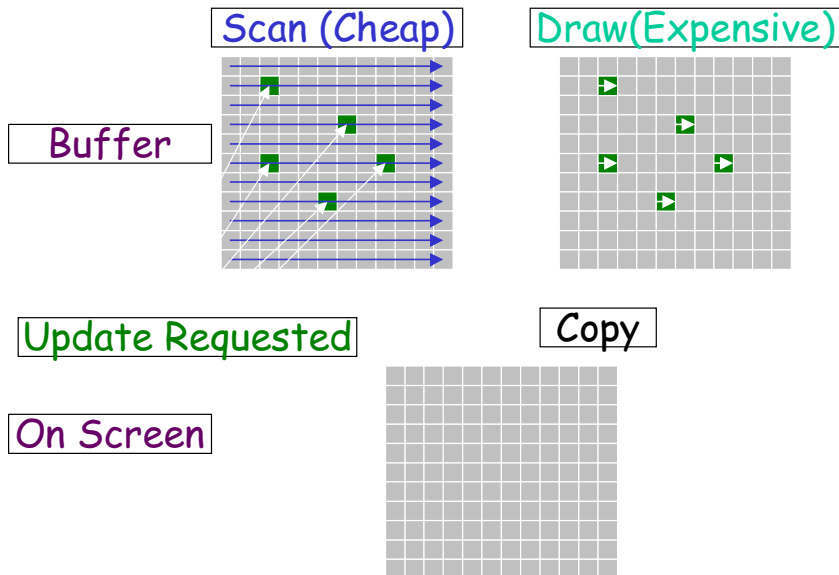 Scan (Cheap)
Draw(Expensive)
Buffer
Update Requested
Copy
On Screen